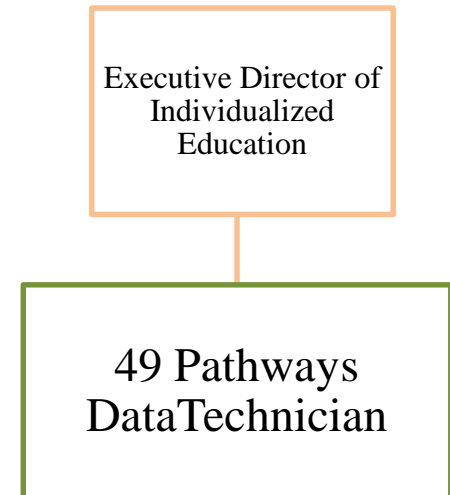 Executive Director of
Individualized
Education
49 Pathways
DataTechnician